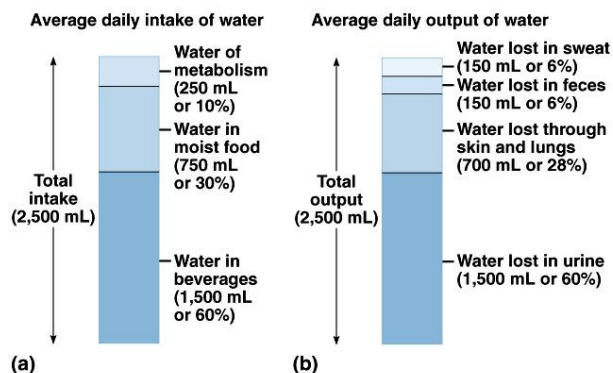 Average daily intake of water
Water of
metabolism
(250 mL
or 10%)
Water in
moist food
(750 mL
or 30%)
Total
intake
(2,500 mL)
Water in
beverages
(1,500 mL
or 60%)
(a)
Average daily output of water
Water lost in sweat
(150 mL or 6%)
Water lost in feces
(150 mL or 6%)
Water lost through
skin and lungs
(700 mL or 28%)
Total
output
(2,500 mL)
Water lost in urine
(1,500 mL or 60%)
(b)